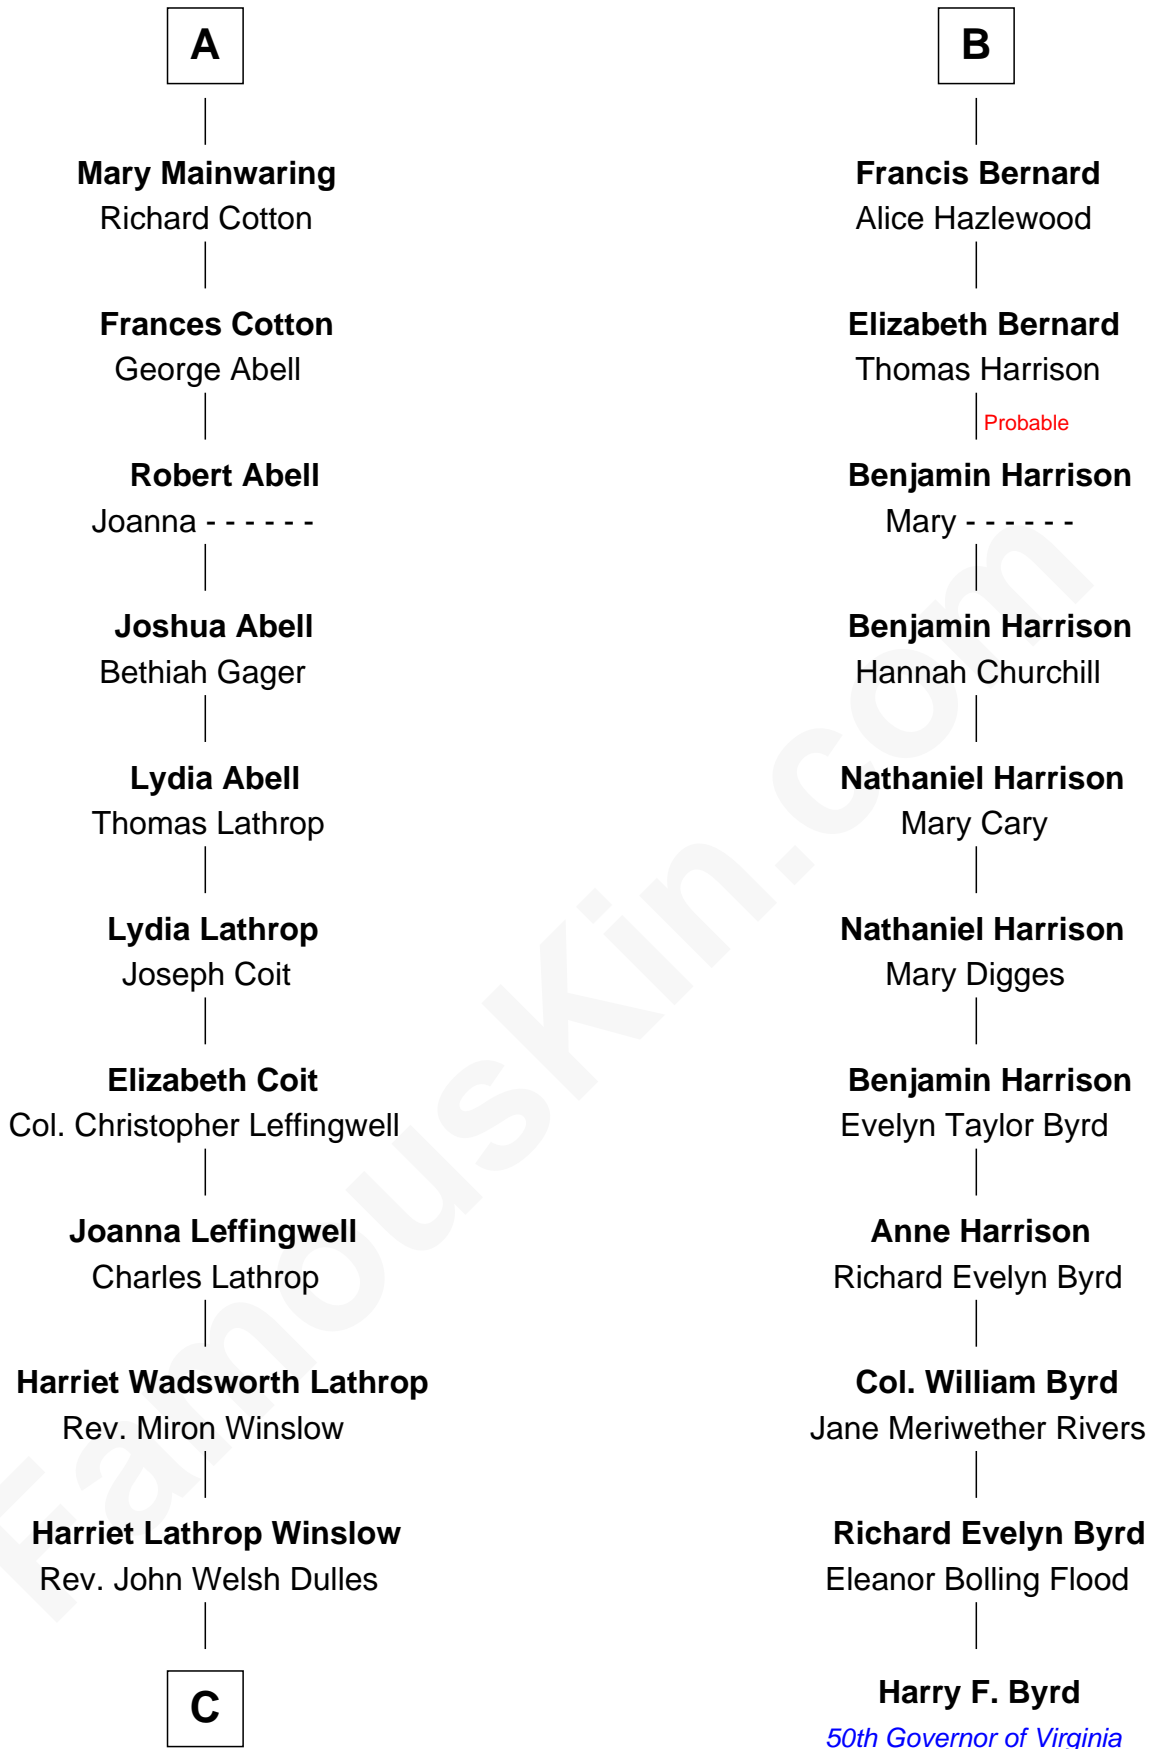 A
Mary Mainwaring
Richard Cotton
Frances Cotton
George Abell
Robert Abell
Joanna - - - - - -
Joshua Abell
Bethiah Gager
Lydia Abell
Thomas Lathrop
Lydia Lathrop
Joseph Coit
Elizabeth Coit
Col. Christopher Leffingwell
Joanna Leffingwell
Charles Lathrop
Harriet Wadsworth Lathrop
Rev. Miron Winslow
Harriet Lathrop Winslow
Rev. John Welsh Dulles
C
B
Francis Bernard
Alice Hazlewood
Elizabeth Bernard
Thomas Harrison
Probable
Benjamin Harrison
Mary - - - - - -
Benjamin Harrison
Hannah Churchill
Nathaniel Harrison
Mary Cary
Nathaniel Harrison
Mary Digges
Benjamin Harrison
Evelyn Taylor Byrd
Anne Harrison
Richard Evelyn Byrd
Col. William Byrd
Jane Meriwether Rivers
Richard Evelyn Byrd
Eleanor Bolling Flood
Harry F. Byrd
50th Governor of Virginia
FamousKin.com